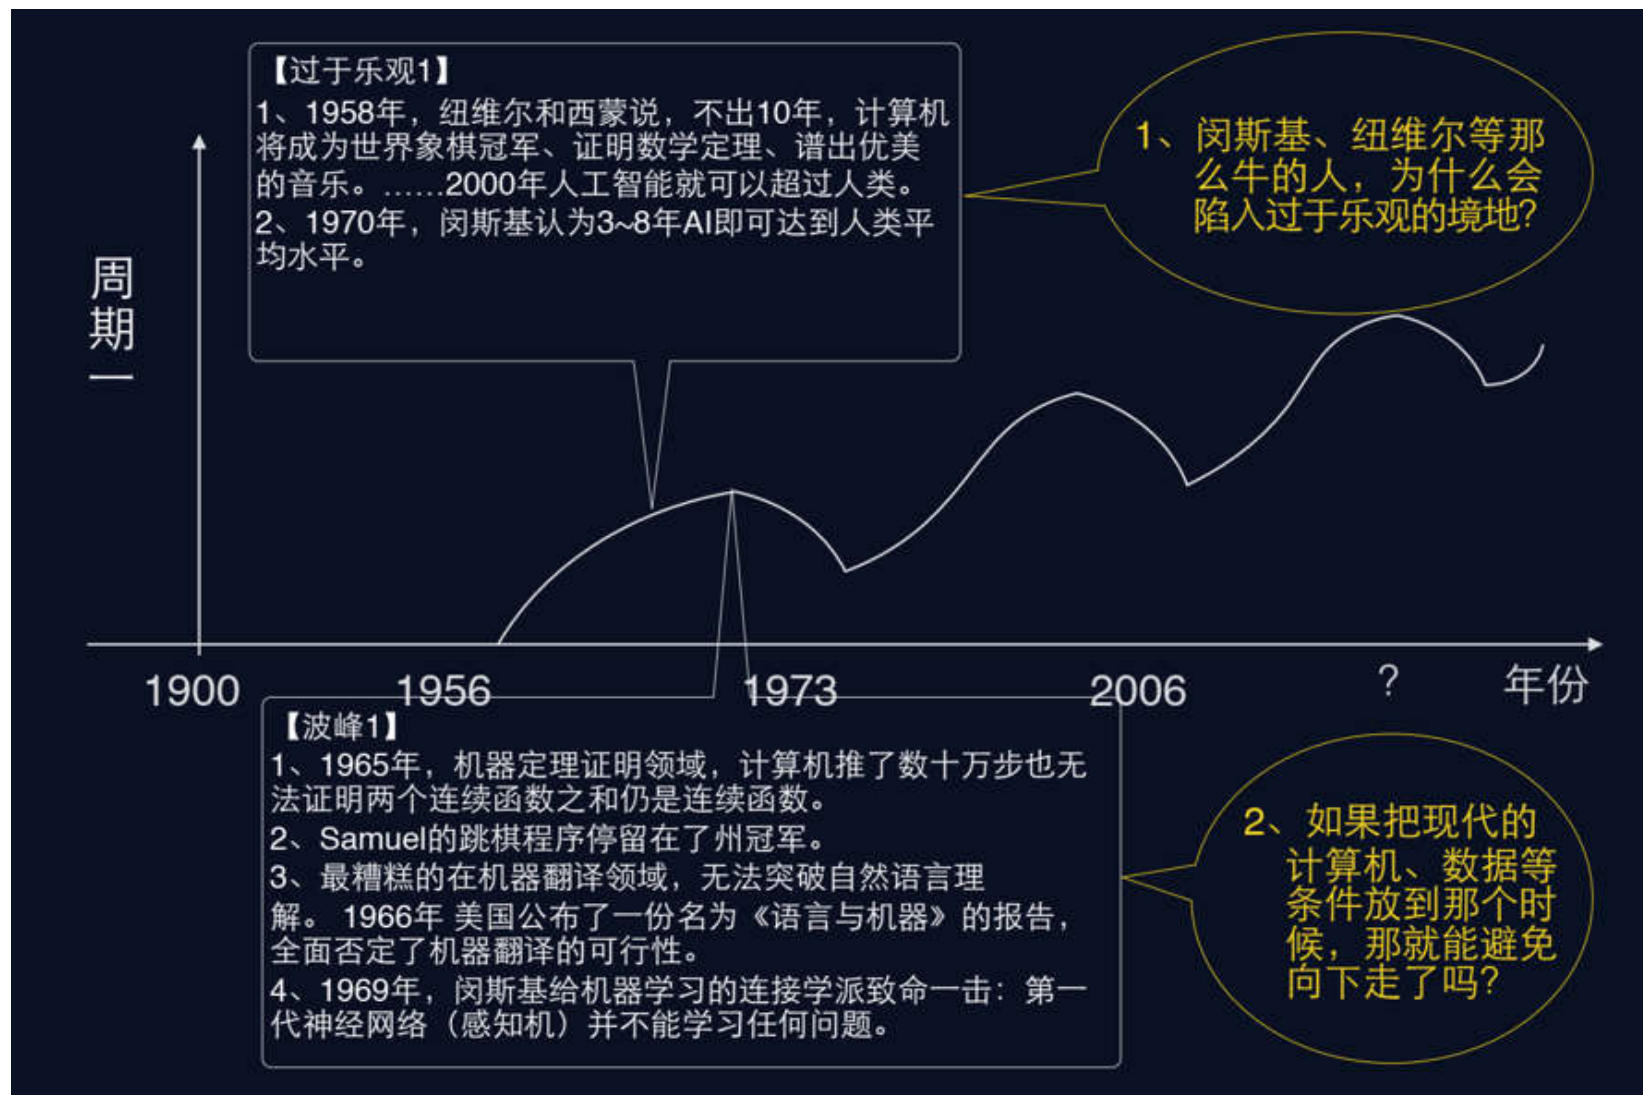 【过于乐观1】
1、1958年，纽维尔和西蒙说，不出10年，计算机
将成为世界象棋冠军、证明数学定理、谱出优美
的音乐。……2000年人工智能就可以超过人类。
2、1970年，闵斯基认为3~8年AI即可达到人类平
均水平。
1、闵斯基、纽维尔等那
么牛的人，为什么会
陷入过于乐观的境地?
周
期
一
1900
1956
1973
2006
?
年份
【波峰1】
1、1965年，机器定理证明领域，计算机推了数十万步也无
法证明两个连续函数之和仍是连续函数。
2、Samuel的跳棋程序停留在了州冠军。
3、最糟糕的在机器翻译领域，无法突破自然语言理
解。 1966年 美国公布了一份名为《语言与机器》的报告，
全面否定了机器翻译的可行性。
4、1969年，闵斯基给机器学习的连接学派致命一击：第一
代神经网络（感知机）并不能学习任何问题。
2、如果把现代的
计算机、数据等
条件放到那个时
候，那就能避免
向下走了吗?